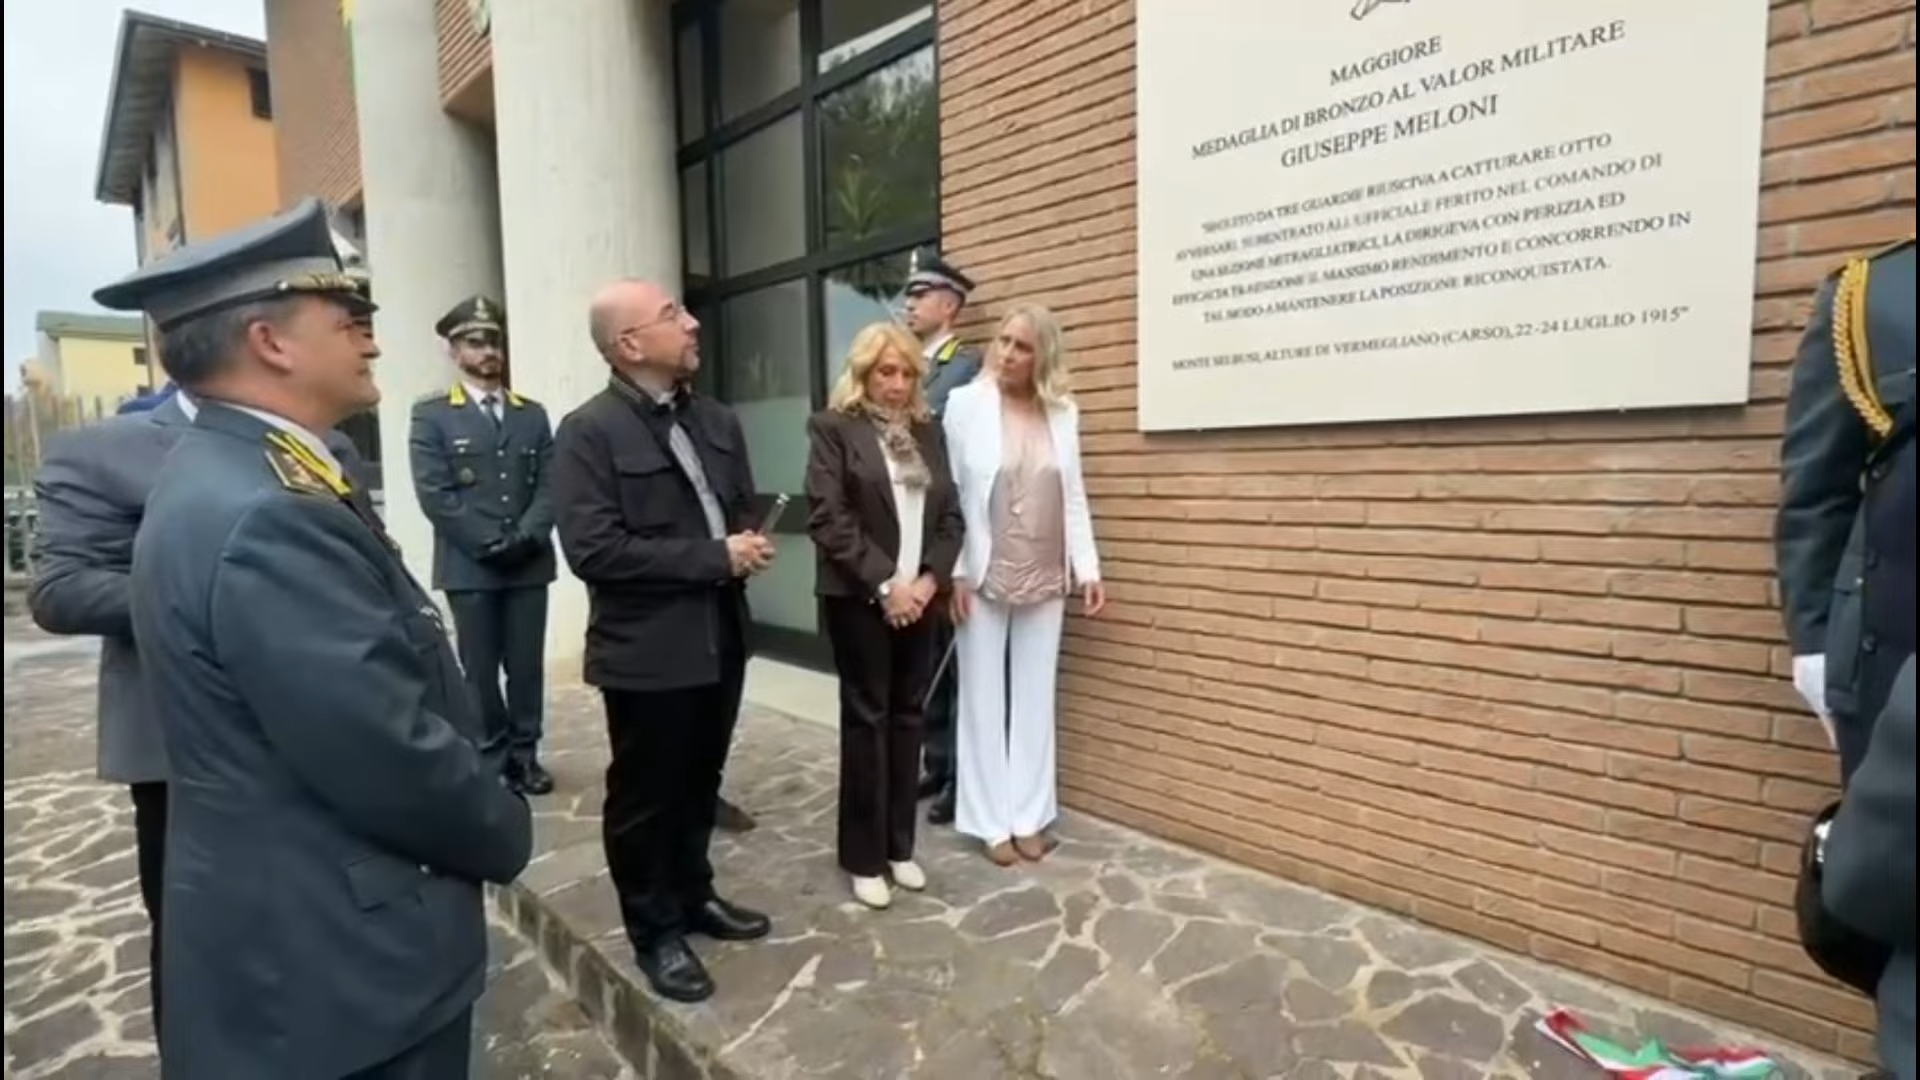 MAGGIORE
MEDAGLIA DI BRONZO AL VALOR MILITARE
GIUSEPPE MELONI
"SEGUITO DA TRE GUARDIE RIUSCIVA A CATTURARE OTTO
AVVERSARI. SUBENTRATO ALL'UFFICIALE FERITO NEL COMANDO DI
UNA SEZIONE MITRAGLIATRICI, LA DIRIGEVA CON PERIZIA ED
EFFICACIA TRAENDONE IL MASSIMO RENDIMENTO E CONCORRENDO IN
TAL MODO A MANTENERE LA POSIZIONE RICONQUISTATA.
MONTE SEI BUSI, ALTURE DI VERMEGLIANO (CARSO), 22-24 LUGLIO 1915"